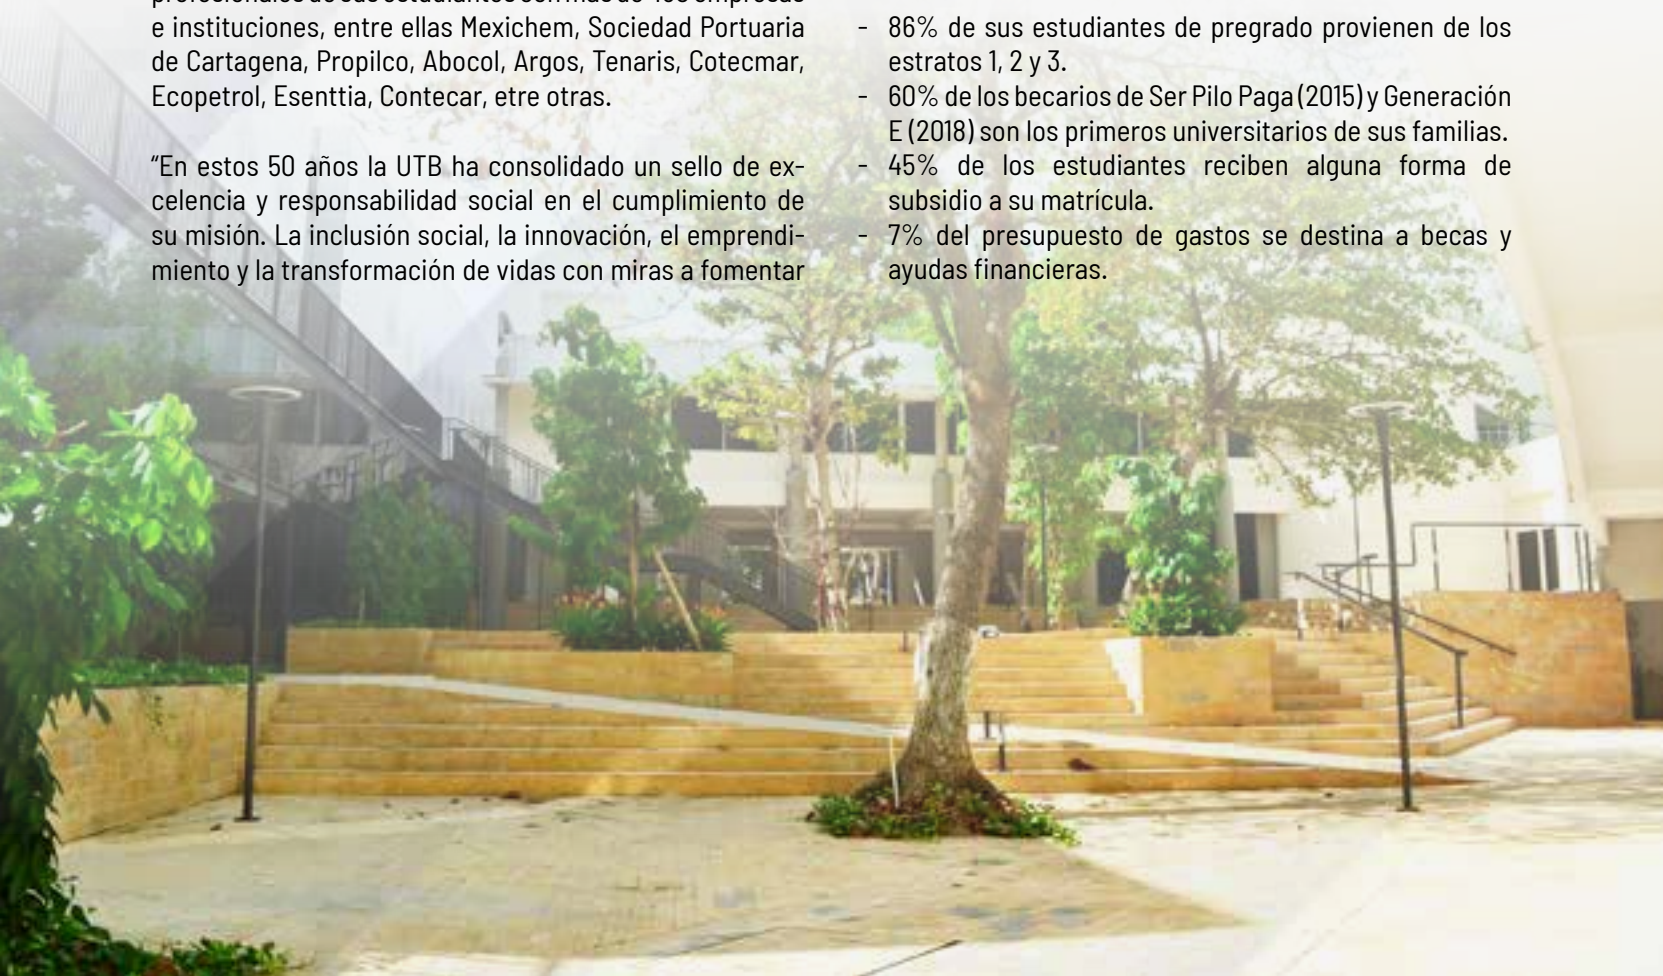 e instituciones, entre ellas Mexichem, Sociedad Portuaria
de Cartagena, Propilco, Abocol, Argos, Tenaris, Cotecmar,
Ecopetrol, Esenttia, Contecar, etre otras.
“En estos 50 años la UTB ha consolidado un sello de ex-
celencia y responsabilidad social en el cumplimiento de
su misión. La inclusión social, la innovación, el emprendi-
miento y la transformación de vidas con miras a fomentar
- 86% de sus estudiantes de pregrado provienen de los
estratos 1, 2 y 3.
- 60% de los becarios de Ser Pilo Paga (2015) y Generación
E (2018) son los primeros universitarios de sus familias.
- 45% de los estudiantes reciben alguna forma de
subsidio a su matrícula.
- 7% del presupuesto de gastos se destina a becas y
ayudas financieras.